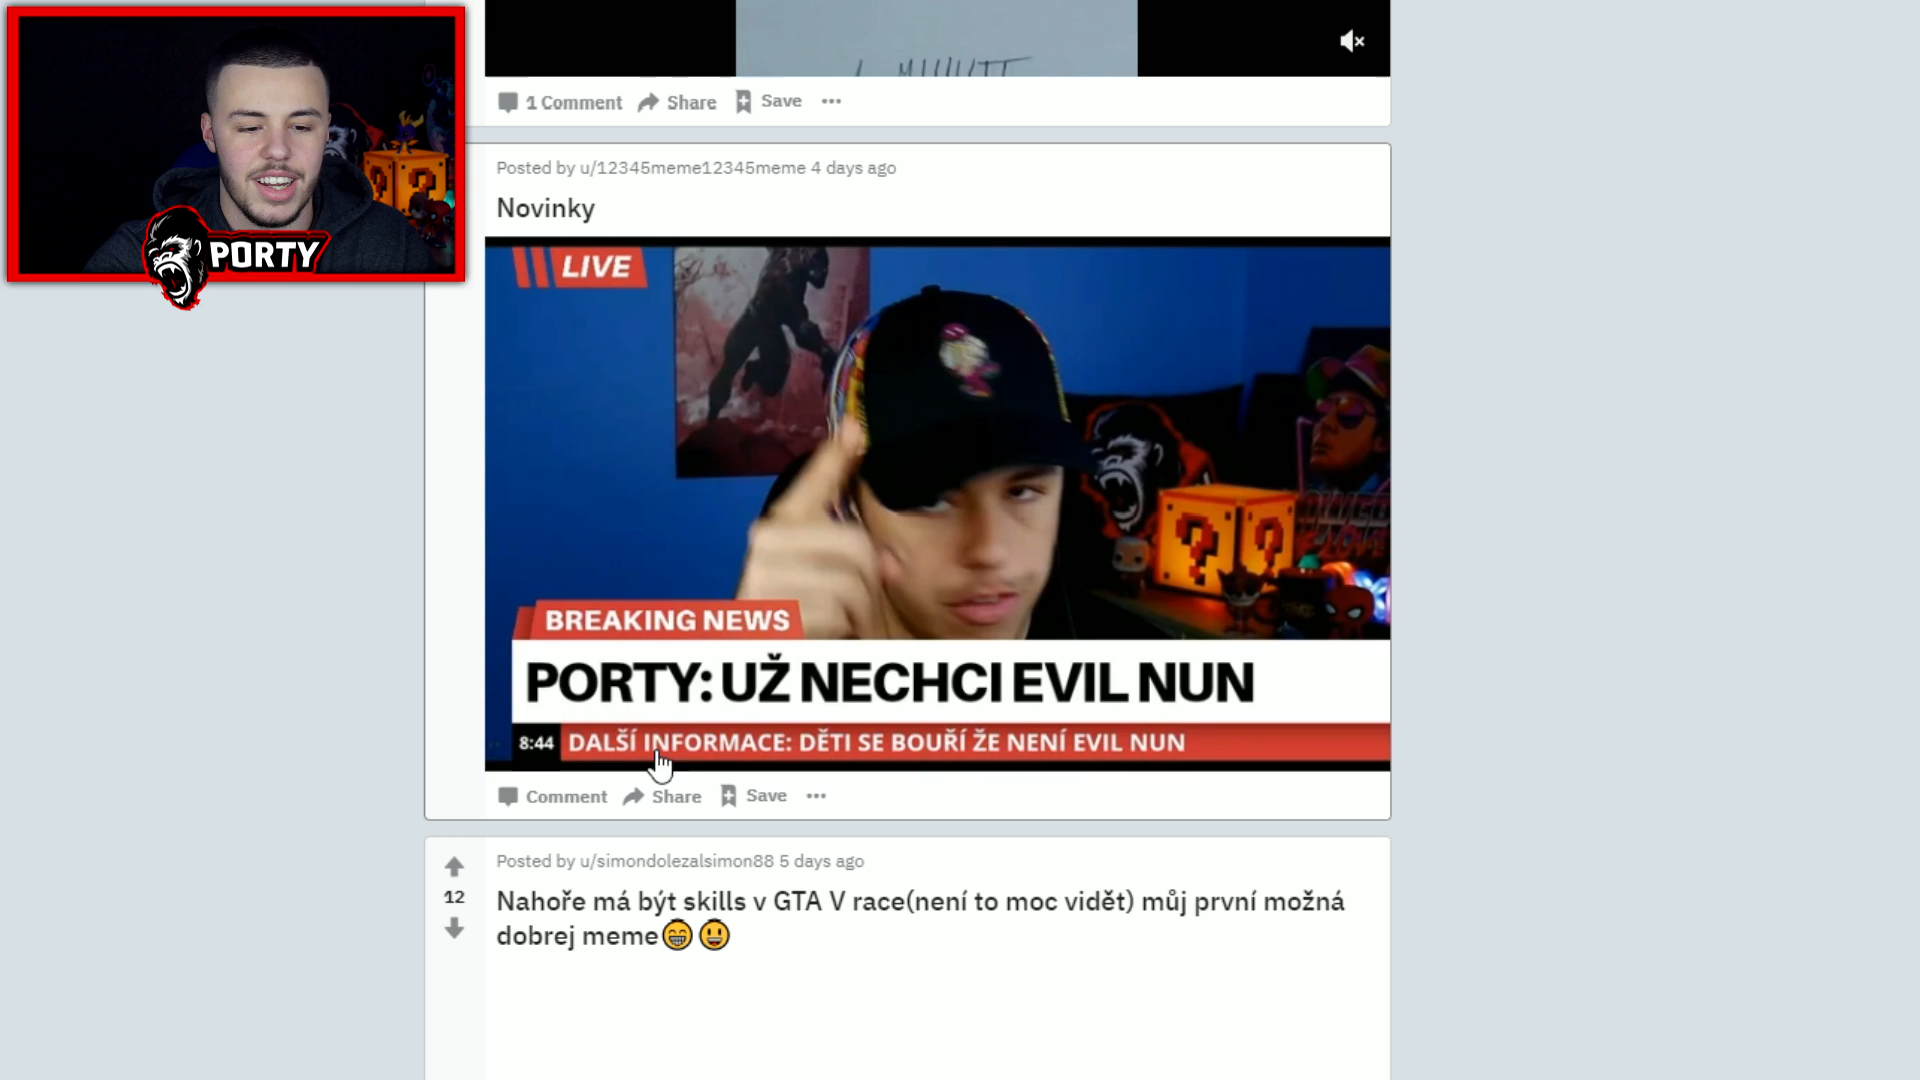 1 Comment Share Save
Posted by u/12345meme12345meme 4 days ago
Novinky
PORTY
LIVE
BREAKING NEWS
PORTY: UŽ NECHCI EVIL NUN
8:44 DALŠÍ INFORMACE: DĚTI SE BOUŘÍ ŽE NENÍ EVIL NUN
Comment Share Save
Posted by u/simondolezalsimon88 5 days ago
12
Nahoře má být skills v GTA V race(není to moc vidět) můj první možná
dobrej meme😁😃